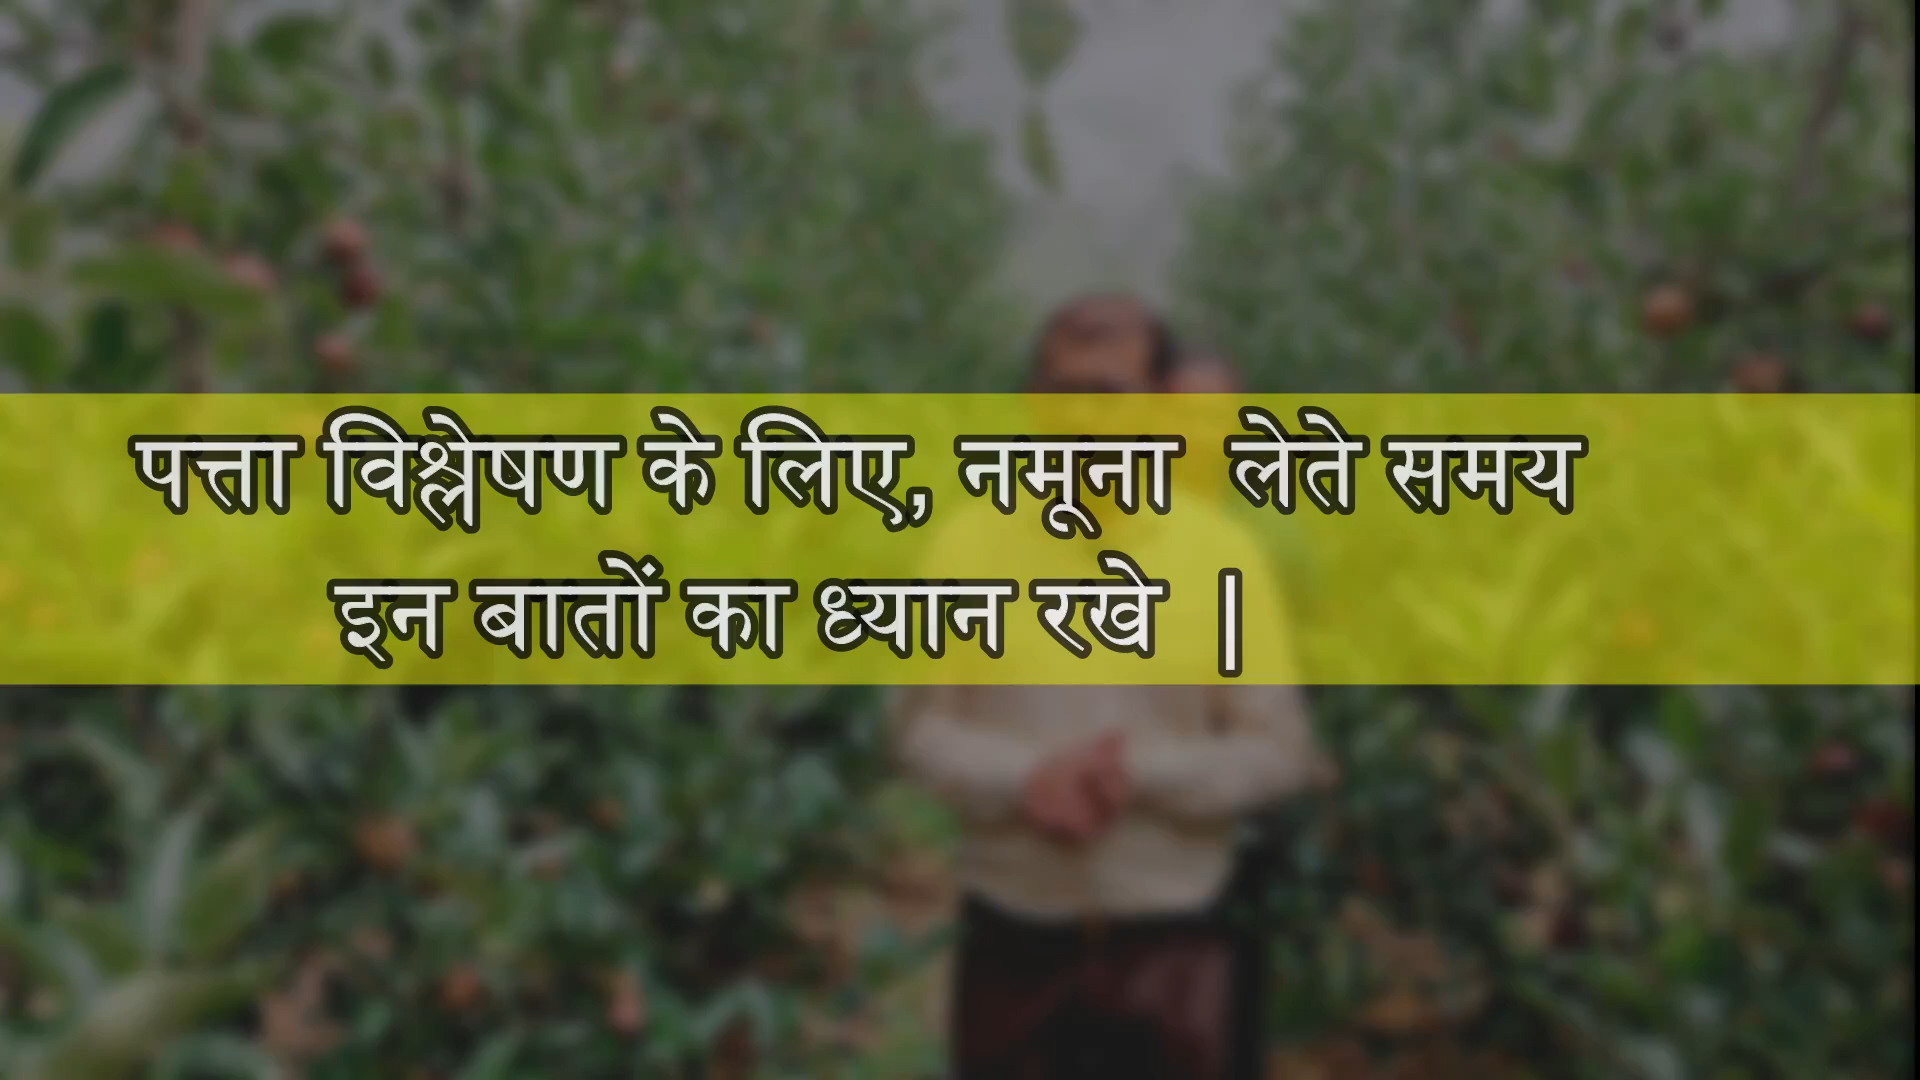 पत्ता विश्लेषण के लिए, नमूना लेते समय
इन बातों का ध्यान रखे |